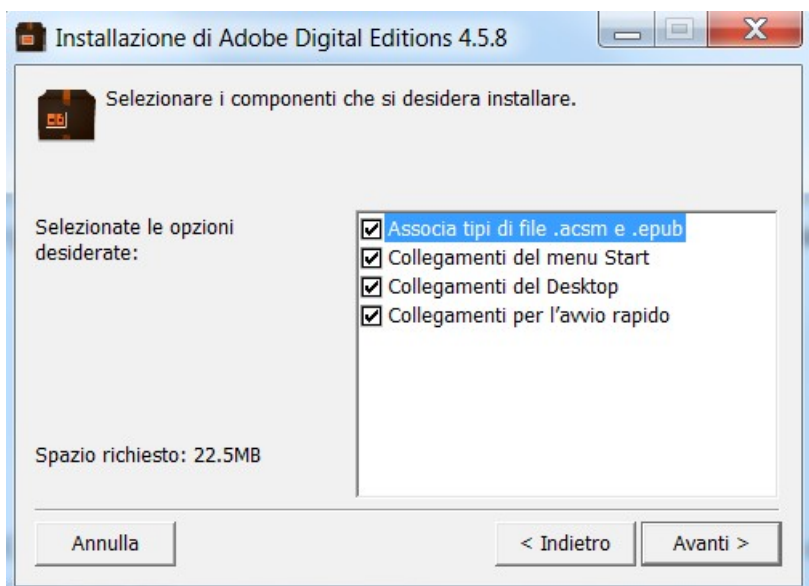 Installazione di Adobe Digital Editions 4.5.8
Selezionare i componenti che si desidera installare.
Selezionate le opzioni
desiderate:
Associa tipi di file .acsm e .epub
Collegamenti del menu Start
Collegamenti del Desktop
Collegamenti per l'avvio rapido
Spazio richiesto: 22.5MB
Annulla
< Indietro
Avanti >